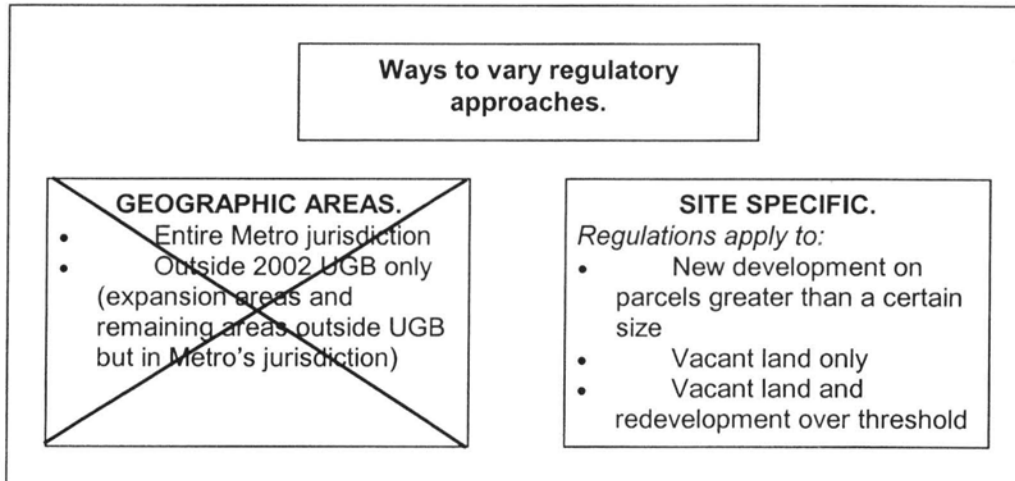 Ways to vary regulatory
approaches.
GEOGRAPHIC AREAS.
• Entire Metro jurisdiction
• Outside 2002 UGB only
(expansion areas and
remaining areas outside UGB
but in Metro's jurisdiction)
SITE SPECIFIC.
Regulations apply to:
• New development on
parcels greater than a certain
size
• Vacant land only
• Vacant land and
redevelopment over threshold